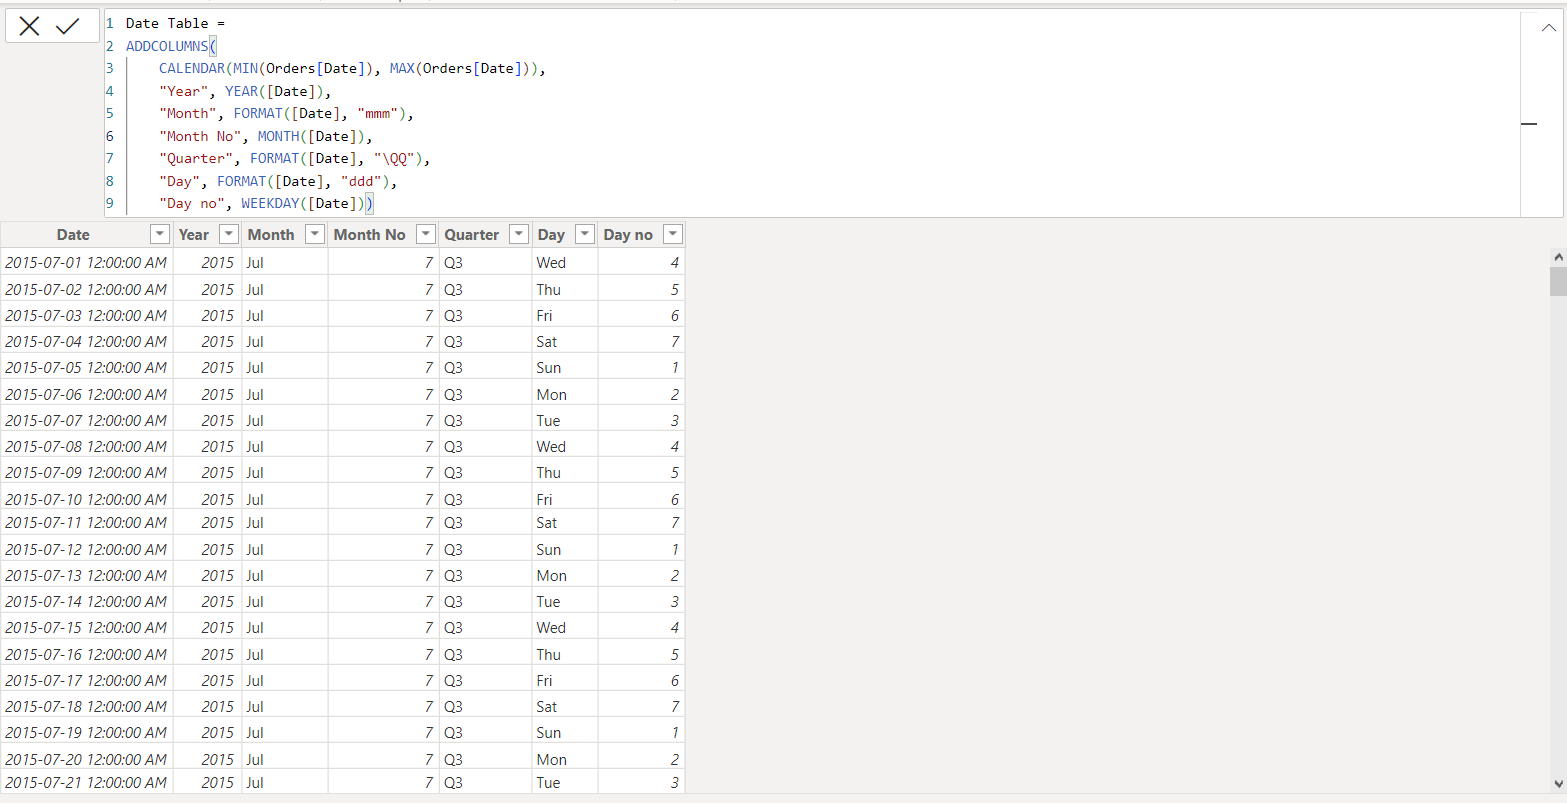 1 Date Table =
2 ADDCOLUMNS(
3 CALENDAR(MIN(Orders[Date]), MAX(Orders[Date])),
4 "Year", YEAR([Date]),
5 "Month", FORMAT([Date], "mmm"),
6 "Month No", MONTH([Date]),
7 "Quarter", FORMAT([Date], "\QQ"),
8 "Day", FORMAT([Date], "ddd"),
9 "Day no", WEEKDAY([Date]))
Date Year Month Month No Quarter Day Day no
2015-07-01 12:00:00 AM 2015 Jul 7 Q3 Wed 4
2015-07-02 12:00:00 AM 2015 Jul 7 Q3 Thu 5
2015-07-03 12:00:00 AM 2015 Jul 7 Q3 Fri 6
2015-07-04 12:00:00 AM 2015 Jul 7 Q3 Sat 7
2015-07-05 12:00:00 AM 2015 Jul 7 Q3 Sun 1
2015-07-06 12:00:00 AM 2015 Jul 7 Q3 Mon 2
2015-07-07 12:00:00 AM 2015 Jul 7 Q3 Tue 3
2015-07-08 12:00:00 AM 2015 Jul 7 Q3 Wed 4
2015-07-09 12:00:00 AM 2015 Jul 7 Q3 Thu 5
2015-07-10 12:00:00 AM 2015 Jul 7 Q3 Fri 6
2015-07-11 12:00:00 AM 2015 Jul 7 Q3 Sat 7
2015-07-12 12:00:00 AM 2015 Jul 7 Q3 Sun 1
2015-07-13 12:00:00 AM 2015 Jul 7 Q3 Mon 2
2015-07-14 12:00:00 AM 2015 Jul 7 Q3 Tue 3
2015-07-15 12:00:00 AM 2015 Jul 7 Q3 Wed 4
2015-07-16 12:00:00 AM 2015 Jul 7 Q3 Thu 5
2015-07-17 12:00:00 AM 2015 Jul 7 Q3 Fri 6
2015-07-18 12:00:00 AM 2015 Jul 7 Q3 Sat 7
2015-07-19 12:00:00 AM 2015 Jul 7 Q3 Sun 1
2015-07-20 12:00:00 AM 2015 Jul 7 Q3 Mon 2
2015-07-21 12:00:00 AM 2015 Jul 7 Q3 Tue 3